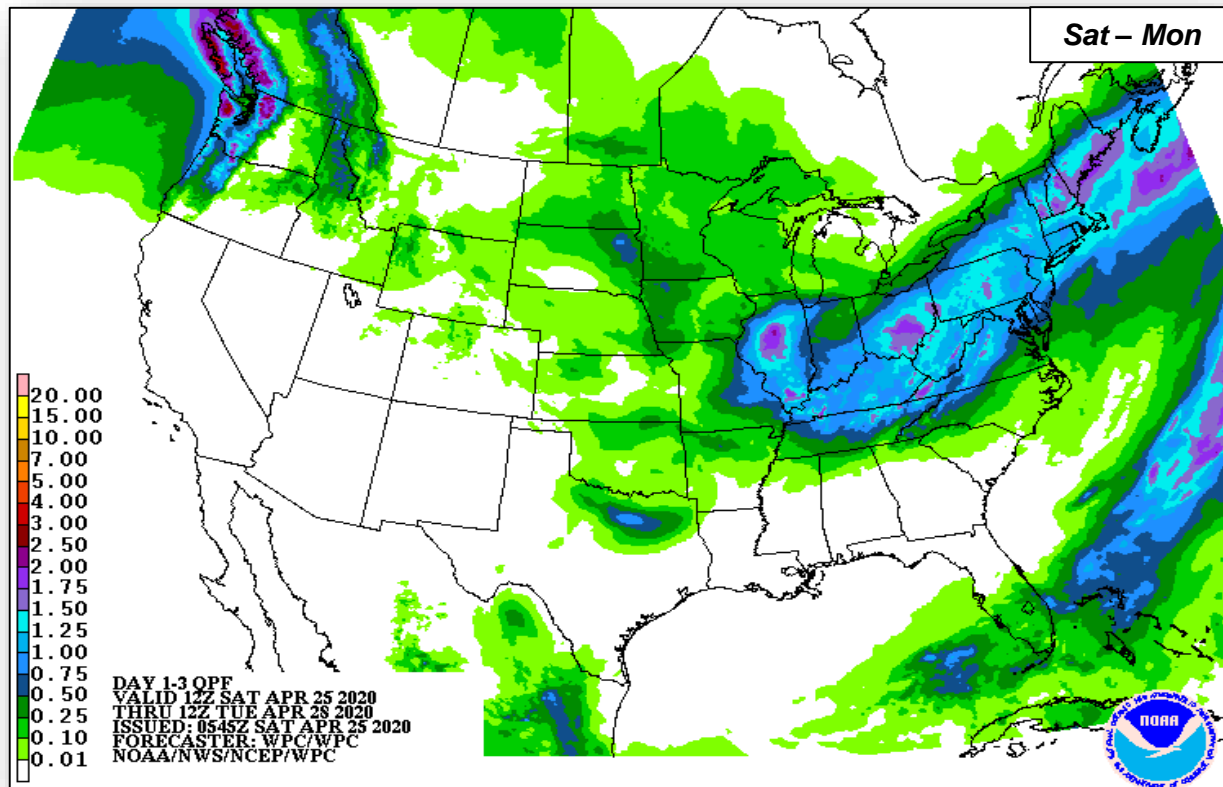 Sat – Mon
20.00
15.00
10.00
7.00
5.00
4.00
3.00
2.50
2.00
1.75
1.50
1.25
1.00
0.75
0.50
0.25
0.10
0.01
DAY 1-3 QPF
VALID 12Z SAT APR 25 2020
THRU 12Z TUE APR 28 2020
ISSUED: 0545Z SAT APR 25 2020
FORECASTER: WPC/WPC
NOAA/NWS/NCEP/WPC
NOAA